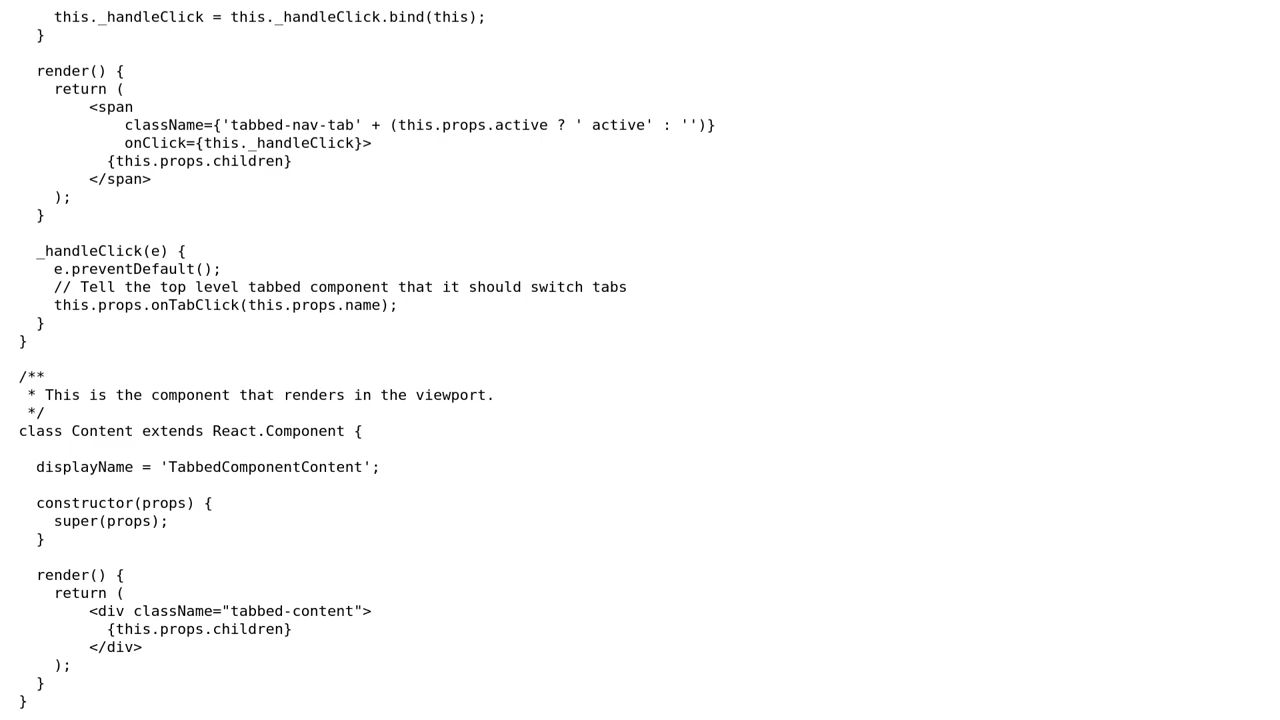 this._handleClick = this._handleClick.bind(this);
  }

  render() {
    return (
        <span
            className={'tabbed-nav-tab' + (this.props.active ? ' active' : '')}
            onClick={this._handleClick}>
          {this.props.children}
        </span>
    );
  }

  _handleClick(e) {
    e.preventDefault();
    // Tell the top level tabbed component that it should switch tabs
    this.props.onTabClick(this.props.name);
  }
}

/**
 * This is the component that renders in the viewport.
 */
class Content extends React.Component {

  displayName = 'TabbedComponentContent';

  constructor(props) {
    super(props);
  }

  render() {
    return (
        <div className="tabbed-content">
          {this.props.children}
        </div>
    );
  }
}